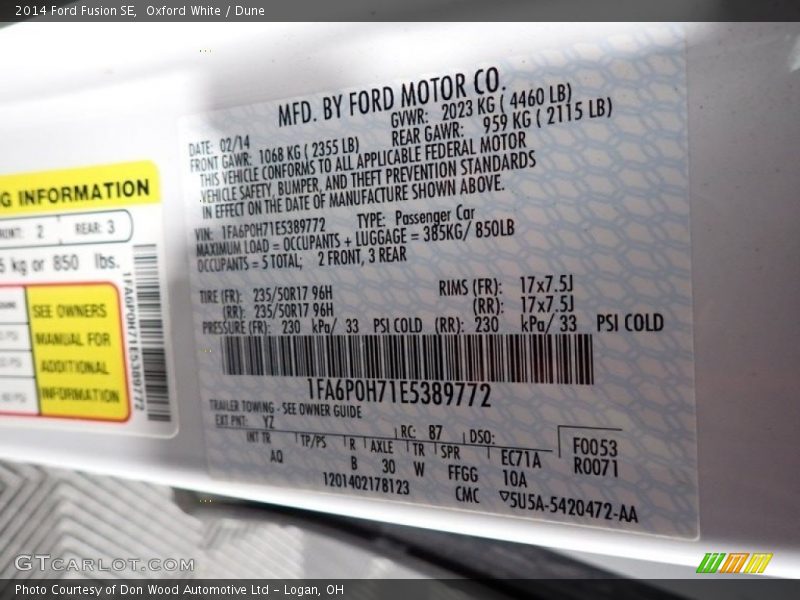 2014 Ford Fusion SE, Oxford White / Dune
MFD. BY FORD MOTOR CO.
DATE: 02/14 GVWR: 2023 KG ( 4460 LB)
FRONT GAWR: 1068 KG ( 2355 LB) REAR GAWR: 959 KG ( 2115 LB)
THIS VEHICLE CONFORMS TO ALL APPLICABLE FEDERAL MOTOR
VEHICLE SAFETY, BUMPER, AND THEFT PREVENTION STANDARDS
IN EFFECT ON THE DATE OF MANUFACTURE SHOWN ABOVE.
VIN: 1FA6P0H71E5389772 TYPE: Passenger Car
MAXIMUM LOAD = OCCUPANTS + LUGGAGE = 385KG/ 850LB
OCCUPANTS = 5 TOTAL; 2 FRONT, 3 REAR
TIRE (FR): 235/50R17 96H RIMS (FR): 17x7.5J
(RR): 235/50R17 96H (RR): 17x7.5J
PRESSURE (FR): 230 kPa/ 33 PSI COLD (RR): 230 kPa/ 33 PSI COLD
1FA6P0H71E5389772
TRAILER TOWING - SEE OWNER GUIDE
EXT PNT: YZ RC: B7 DSO: F0053
INT TR TP/PS R AXLE TR SPR EC71A R0071
AQ B 30 W FFGG 10A
1201402178123 CMC 5U5A-5420472-AA
G INFORMATION
2 REAR: 3
5 kg or 850 lbs.
SEE OWNERS
MANUAL FOR
ADDITIONAL
INFORMATION
1FA6P0H71E5389772
GTCARLOT.COM
Photo Courtesy of Don Wood Automotive Ltd - Logan, OH